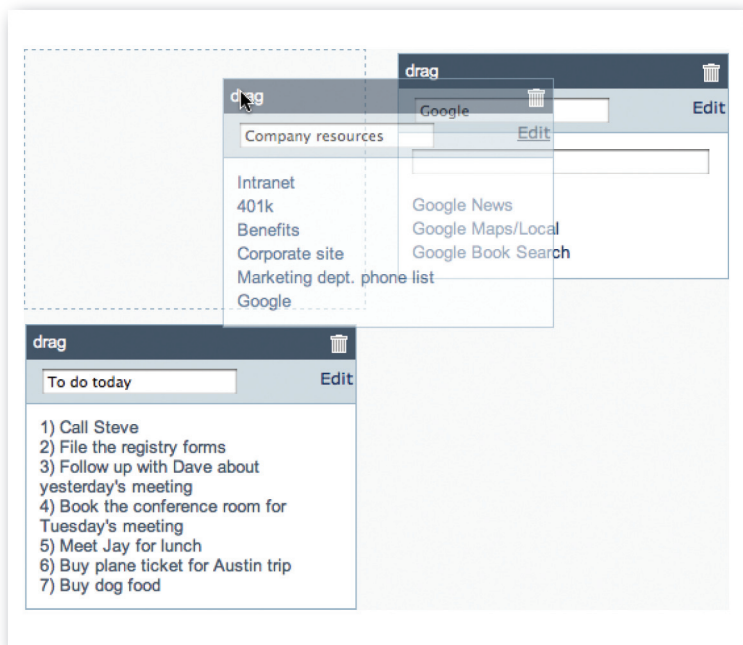 drag
Google
Edit
Google News
Google Maps/Local
Google Book Search
drag
Company resources
Edit
Intranet
401k
Benefits
Corporate site
Marketing dept. phone list
Google
drag
To do today
Edit
1) Call Steve
2) File the registry forms
3) Follow up with Dave about
yesterday's meeting
4) Book the conference room for
Tuesday's meeting
5) Meet Jay for lunch
6) Buy plane ticket for Austin trip
7) Buy dog food